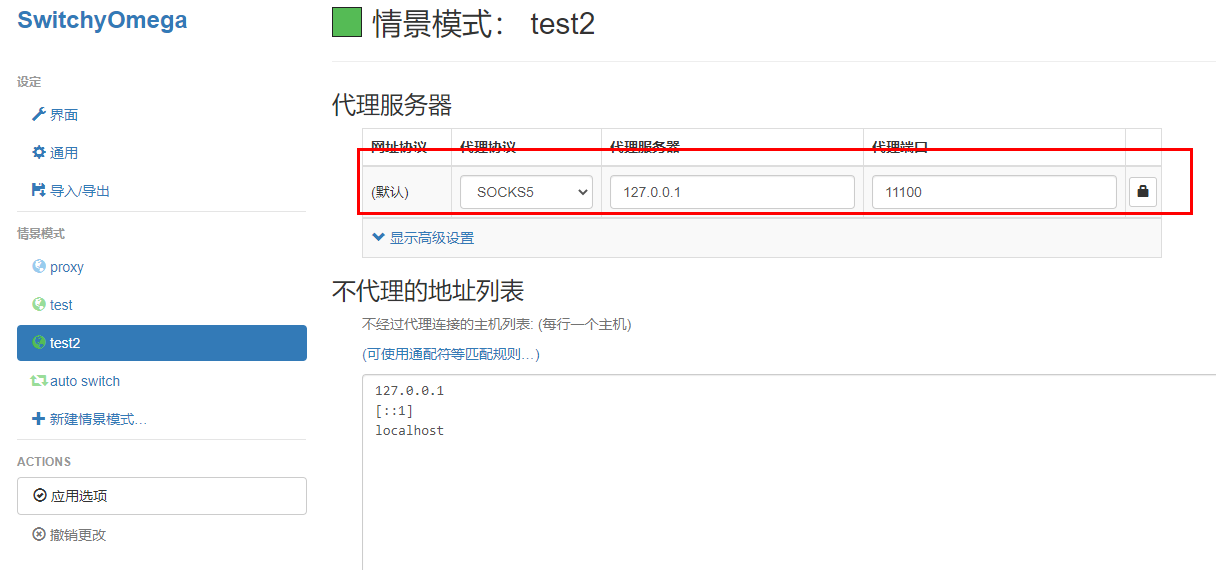 SwitchyOmega
设定
界面
通用
导入/导出
情景模式
proxy
test
test2
auto switch
新建情景模式…
ACTIONS
应用选项
撤销更改
情景模式： test2
代理服务器
网址协议 代理协议 代理服务器 代理端口
(默认) SOCKS5 127.0.0.1 11100
显示高级设置
不代理的地址列表
不经过代理连接的主机列表: (每行一个主机)
(可使用通配符等匹配规则…)
127.0.0.1
[::1]
localhost